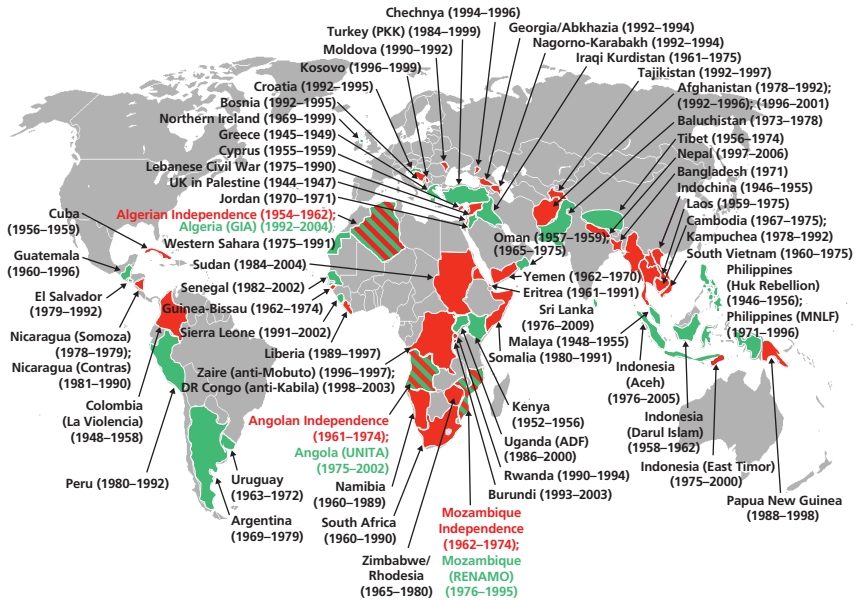 Chechnya (1994–1996)
Georgia/Abkhazia (1992–1994)
Turkey (PKK) (1984–1999)
Nagorno-Karabakh (1992–1994)
Moldova (1990–1992)
Iraqi Kurdistan (1961–1975)
Kosovo (1996–1999)
Tajikistan (1992–1997)
Croatia (1992–1995)
Afghanistan (1978–1992);
(1992–1996); (1996–2001)
Bosnia (1992–1995)
Baluchistan (1973–1978)
Northern Ireland (1969–1999)
Tibet (1956–1974)
Greece (1945–1949)
Nepal (1997–2006)
Cyprus (1955–1959)
Bangladesh (1971)
Lebanese Civil War (1975–1990)
Indochina (1946–1955)
UK in Palestine (1944–1947)
Laos (1959–1975)
Jordan (1970–1971)
Cambodia (1967–1975);
Kampuchea (1978–1992)
Algerian Independence (1954–1962);
Algeria (GIA) (1992–2004)
South Vietnam (1960–1975)
Western Sahara (1975–1991)
Oman (1957–1959);
(1965–1975)
Cuba
(1956–1959)
Guatemala
(1960–1996)
Sudan (1984–2004)
Yemen (1962–1970)
Philippines
(Huk Rebellion)
(1946–1956);
Philippines (MNLF)
(1971–1996)
Senegal (1982–2002)
Eritrea (1961–1991)
El Salvador
(1979–1992)
Guinea-Bissau (1962–1974)
Sri Lanka
(1976–2009)
Sierra Leone (1991–2002)
Malaya (1948–1955)
Nicaragua (Somoza)
(1978–1979);
Nicaragua (Contras)
(1981–1990)
Liberia (1989–1997)
Somalia (1980–1991)
Zaire (anti-Mobuto) (1996–1997);
DR Congo (anti-Kabila) (1998–2003)
Indonesia
(Aceh)
(1976–2005)
Colombia
(La Violencia)
(1948–1958)
Kenya
(1952–1956)
Indonesia
(Darul Islam)
(1958–1962)
Angolan Independence
(1961–1974);
Angola (UNITA)
(1975–2002)
Uganda (ADF)
(1986–2000)
Indonesia (East Timor)
(1975–2000)
Peru (1980–1992)
Uruguay
(1963–1972)
Rwanda (1990–1994)
Namibia
(1960–1989)
Burundi (1993–2003)
Papua New Guinea
(1988–1998)
Argentina
(1969–1979)
South Africa
(1960–1990)
Mozambique
Independence
(1962–1974);
Mozambique
(RENAMO)
(1976–1995)
Zimbabwe/
Rhodesia
(1965–1980)